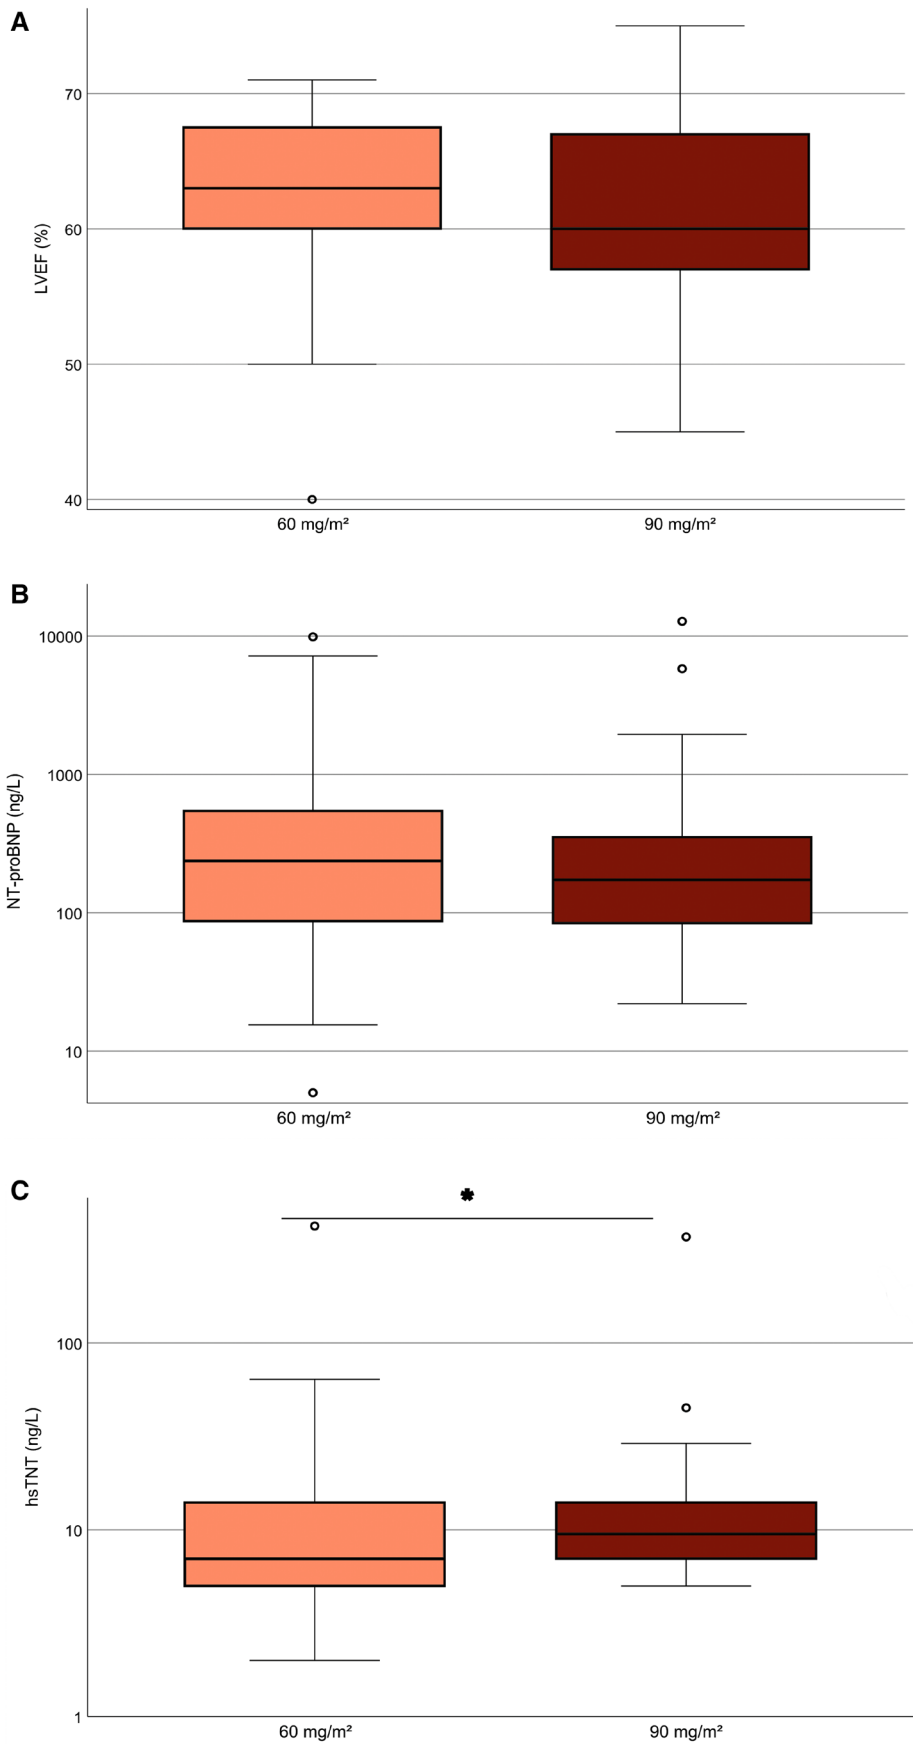 A
70
60
50
40
LVEF (%)
60 mg/m²
90 mg/m²
B
10000
1000
100
10
NT-proBNP (ng/L)
60 mg/m²
90 mg/m²
C
*
100
10
1
hsTNT (ng/L)
60 mg/m²
90 mg/m²